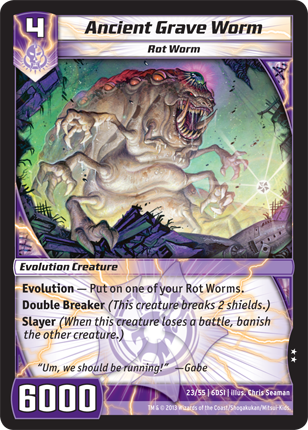 4
Ancient Grave Worm
Rot Worm
Evolution Creature
Evolution — Put on one of your Rot Worms.
Double Breaker (This creature breaks 2 shields.)
Slayer (When this creature loses a battle, banish
the other creature.)
"Um, we should be running!" —Gabe
6000
23/55 | 6DSI | illus: Chris Seaman
TM & © 2013 Wizards of the Coast/Shogakukan/Mitsui-Kids.